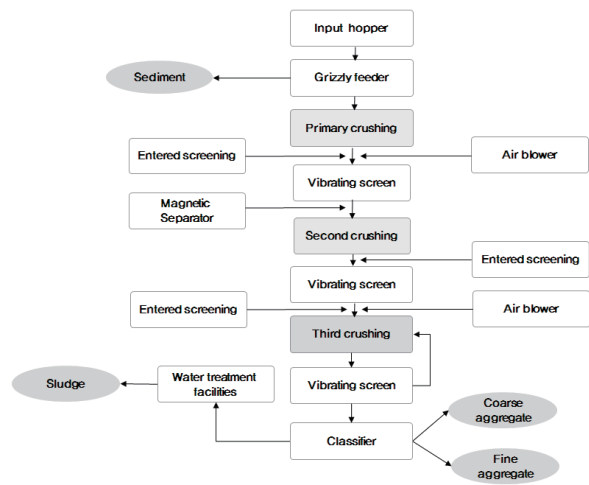 Input hopper
Sediment
Grizzly feeder
Primary crushing
Entered screening
Air blower
Vibrating screen
Magnetic
Separator
Second crushing
Entered screening
Vibrating screen
Entered screening
Air blower
Third crushing
Sludge
Water treatment
facilities
Vibrating screen
Coarse
aggregate
Classifier
Fine
aggregate